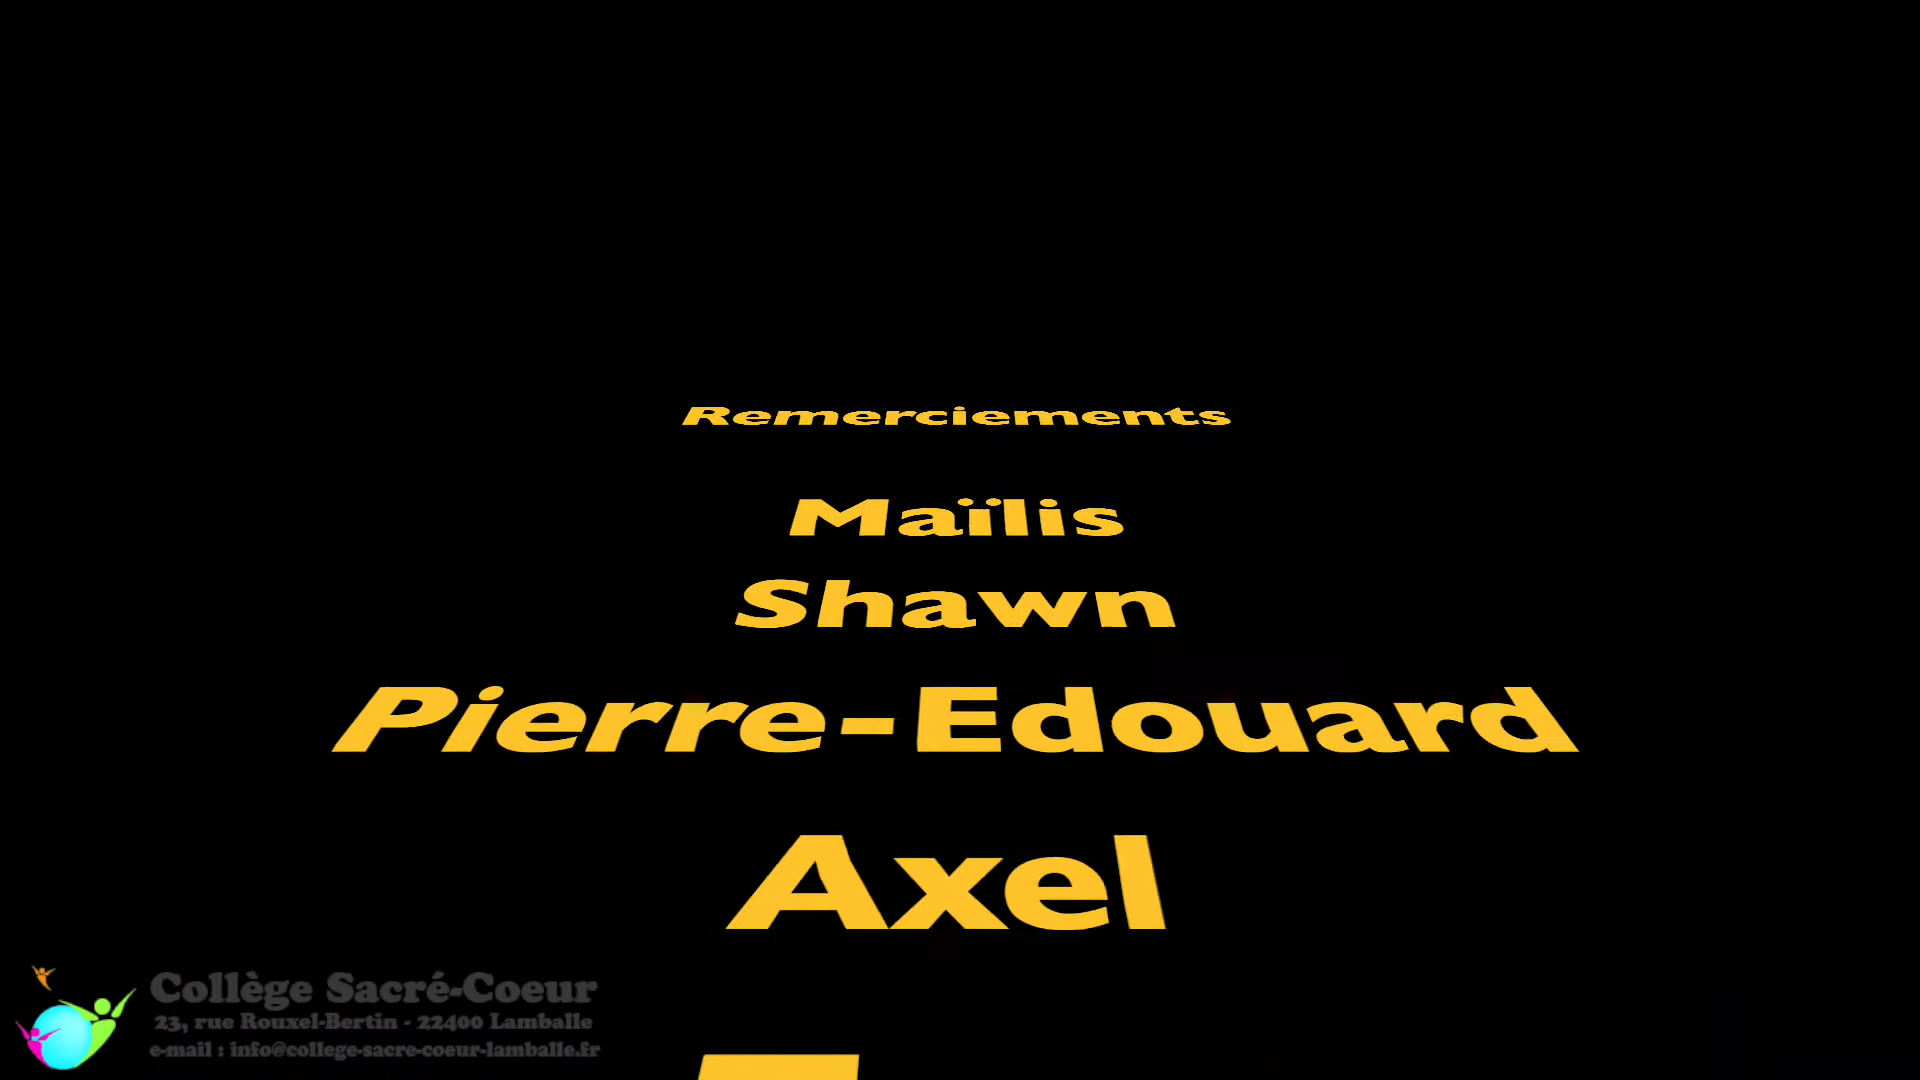 Remerciements
Maïlis
Shawn
Pierre-Edouard
Axel
Collège Sacré-Coeur
23, rue Rouxel-Bertin - 22400 Lamballe
e-mail : info@college-sacre-coeur-lamballe.fr